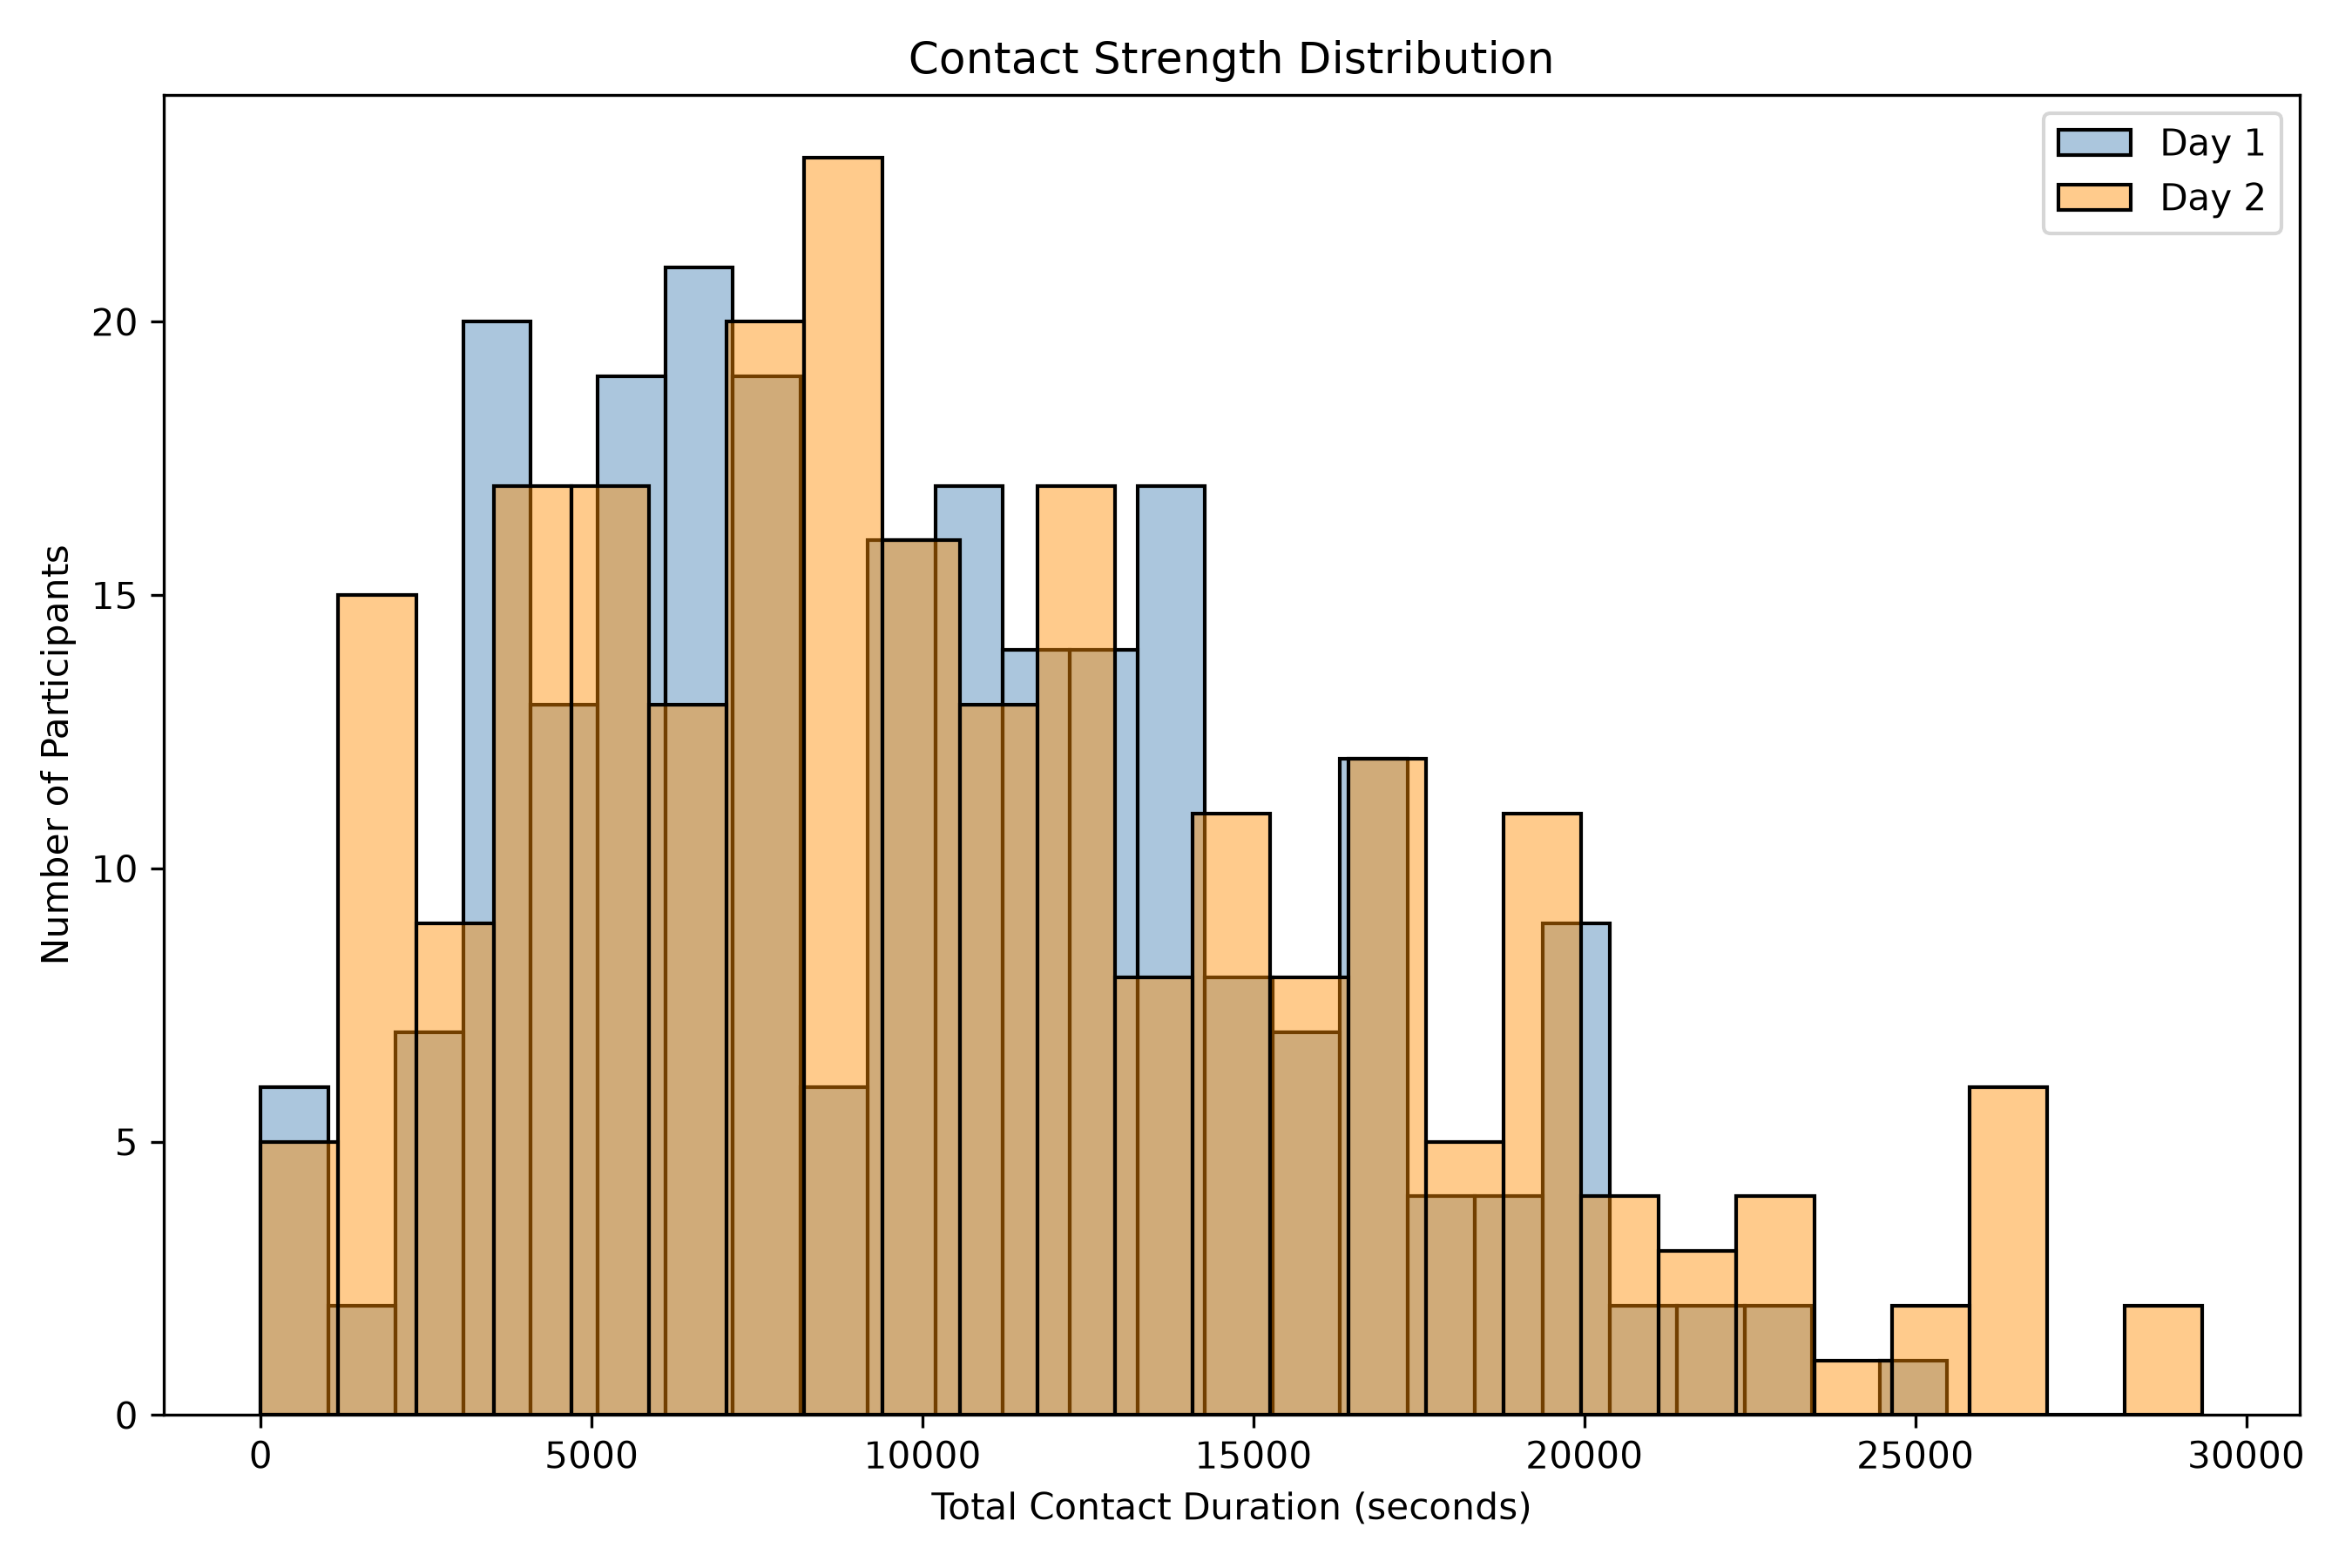 Contact Strength Distribution
Day 1
Day 2
Number of Participants
20
15
10
5
0
0 5000 10000 15000 20000 25000 30000
Total Contact Duration (seconds)